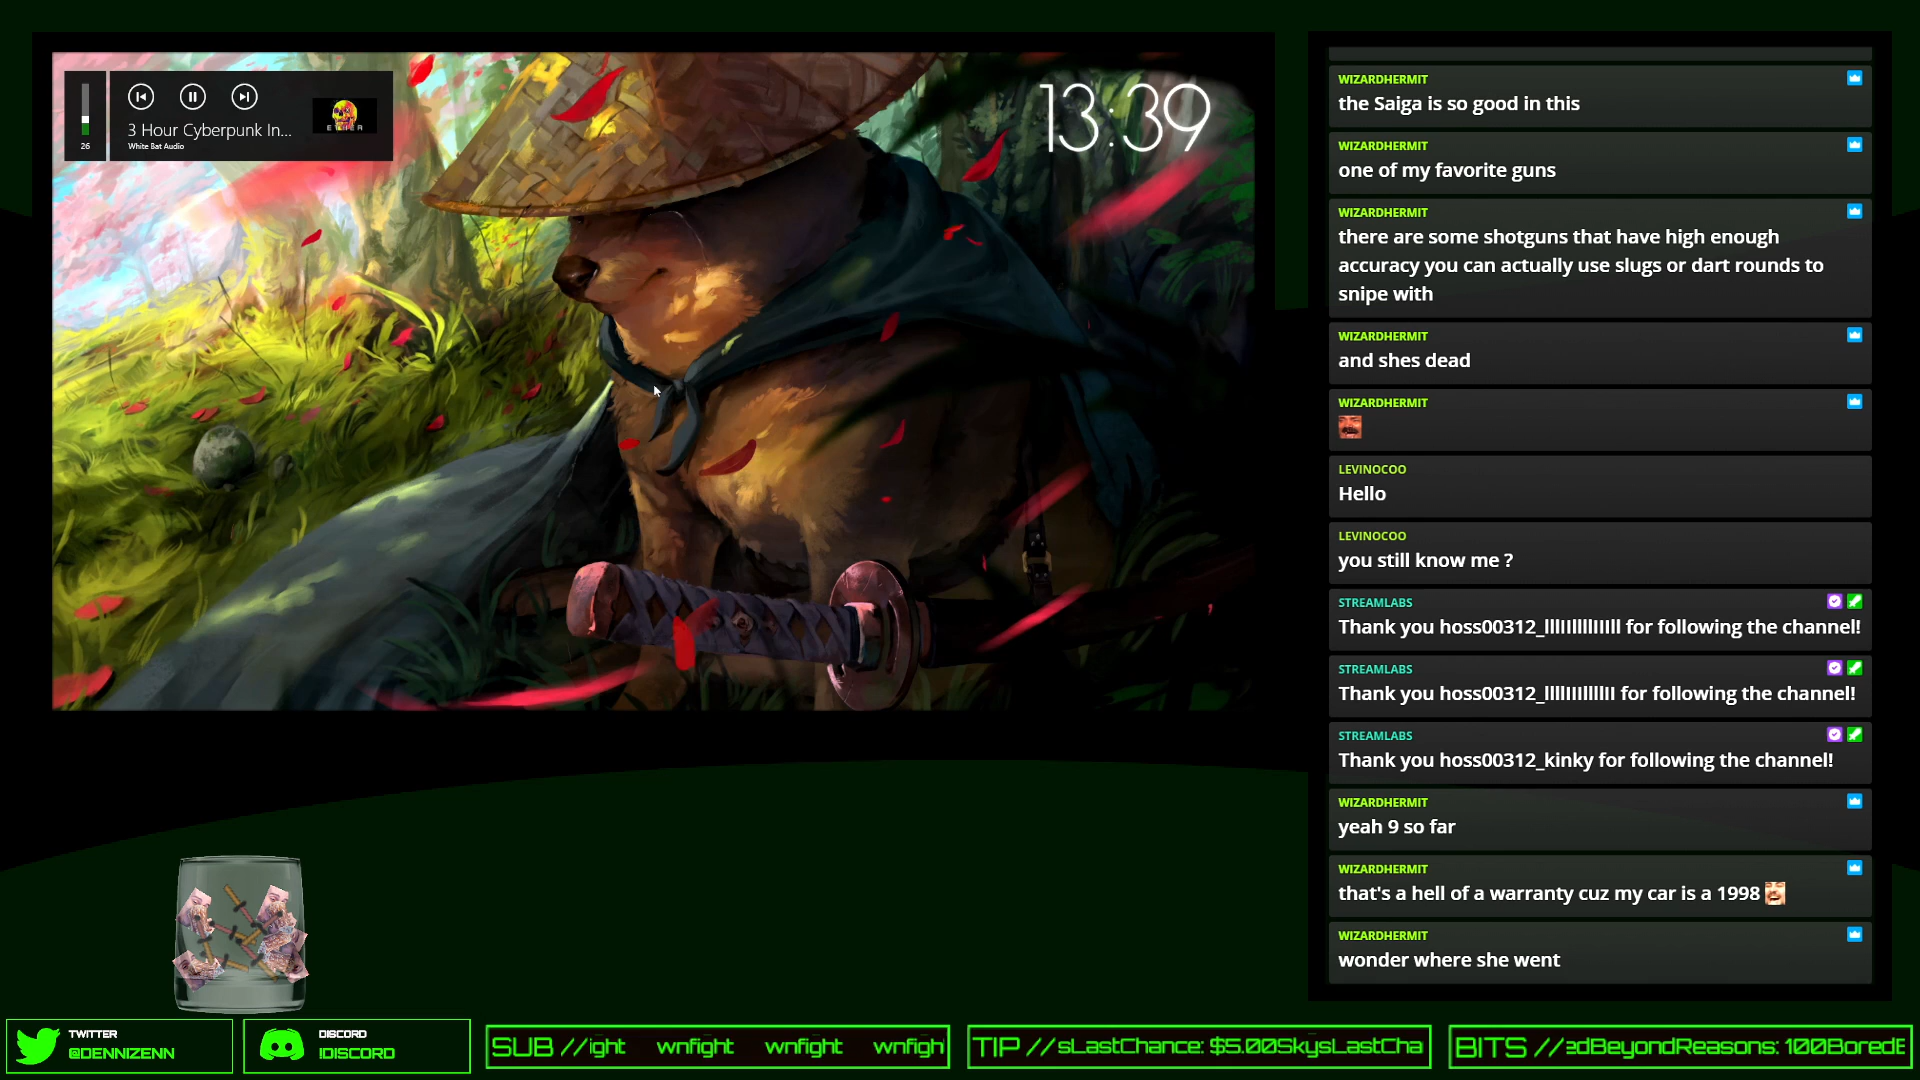 26
3 Hour Cyberpunk In...
White Bat Audio
13:39
WIZARDHERMIT
the Saiga is so good in this
WIZARDHERMIT
one of my favorite guns
WIZARDHERMIT
there are some shotguns that have high enough
accuracy you can actually use slugs or dart rounds to
snipe with
WIZARDHERMIT
and shes dead
WIZARDHERMIT
LEVINOCOO
Hello
LEVINOCOO
you still know me ?
STREAMLABS
Thank you for following the channel!
STREAMLABS
Thank you for following the channel!
STREAMLABS
Thank you hoss00312_kinky for following the channel!
WIZARDHERMIT
yeah 9 so far
WIZARDHERMIT
that's a hell of a warranty cuz my car is a 1998
WIZARDHERMIT
wonder where she went
TWITTER
@DENNIZENN
DISCORD
!DISCORD
SUB //ight wnfight wnfight wnfigh
TIP //sLastChance: $5.00SkysLastCha
BITS //edBeyondReasons: 100BoredB